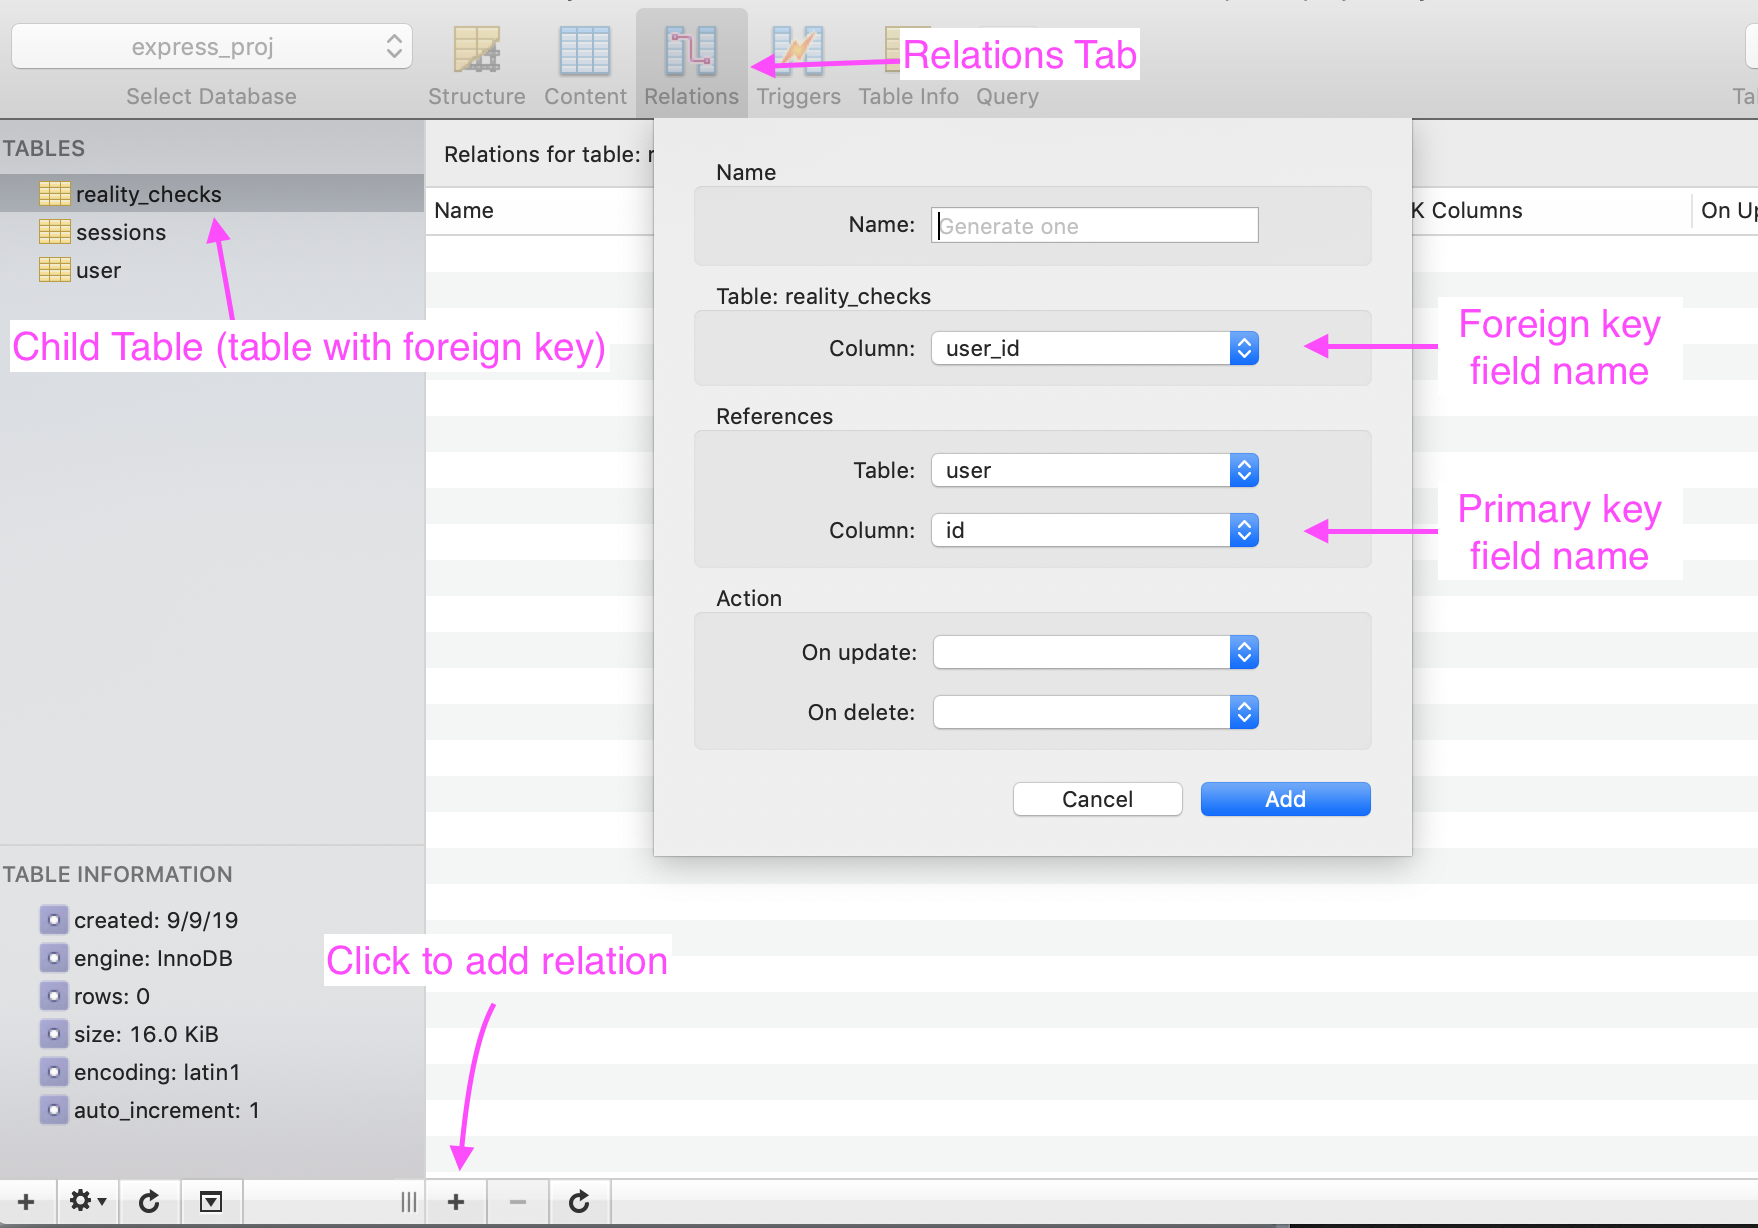 express_proj
Select Database
Structure
Content
Relations
Triggers
Table Info
Query
Relations Tab
TABLES
reality_checks
sessions
user
Child Table (table with foreign key)
Relations for table:
Name
Columns
Name
Name: Generate one
Table: reality_checks
Column: user_id
Foreign key
field name
References
Table: user
Column: id
Primary key
field name
Action
On update:
On delete:
Cancel
Add
TABLE INFORMATION
created: 9/9/19
engine: InnoDB
rows: 0
size: 16.0 KiB
encoding: latin1
auto_increment: 1
Click to add relation